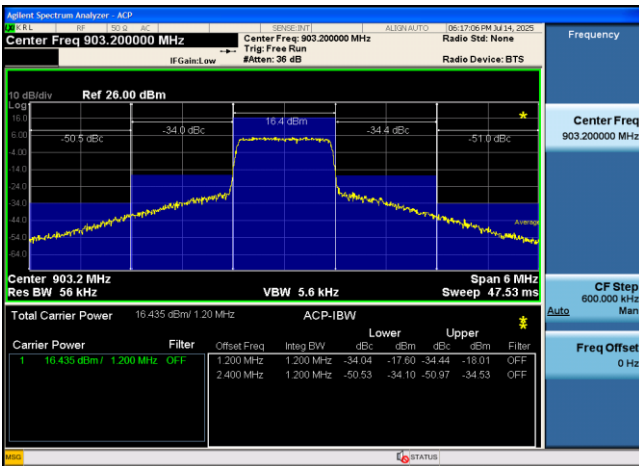 Agilent Spectrum Analyzer - ACP
KRL RF 50 Ω AC SENSE:INT ALIGN AUTO 06:17:06 PM Jul 14, 2025
Center Freq 903.200000 MHz
Center Freq: 903.200000 MHz
Radio Std: None
Trig: Free Run
IFGain:Low
#Atten: 36 dB
Radio Device: BTS
10 dB/div
Ref 26.00 dBm
Log
16.0
6.00
-4.00
-14.0
-24.0
-34.0
-44.0
-54.0
-64.0
-50.5 dBc
-34.0 dBc
16.4 dBm
-34.4 dBc
-51.0 dBc
Average
Center 903.2 MHz
Span 6 MHz
Res BW 56 kHz
VBW 5.6 kHz
Sweep 47.53 ms
Total Carrier Power 16.435 dBm/ 1.20 MHz
ACP-IBW
Lower Upper
Carrier Power Filter
Offset Freq Integ BW dBc dBm dBc dBm Filter
1 16.435 dBm / 1.200 MHz OFF
1.200 MHz 1.200 MHz -34.04 -17.60 -34.44 -18.01 OFF
2.400 MHz 1.200 MHz -50.53 -34.10 -50.97 -34.53 OFF
MSG
STATUS
Frequency
Center Freq
903.200000 MHz
CF Step
600.000 kHz
Auto Man
Freq Offset
0 Hz